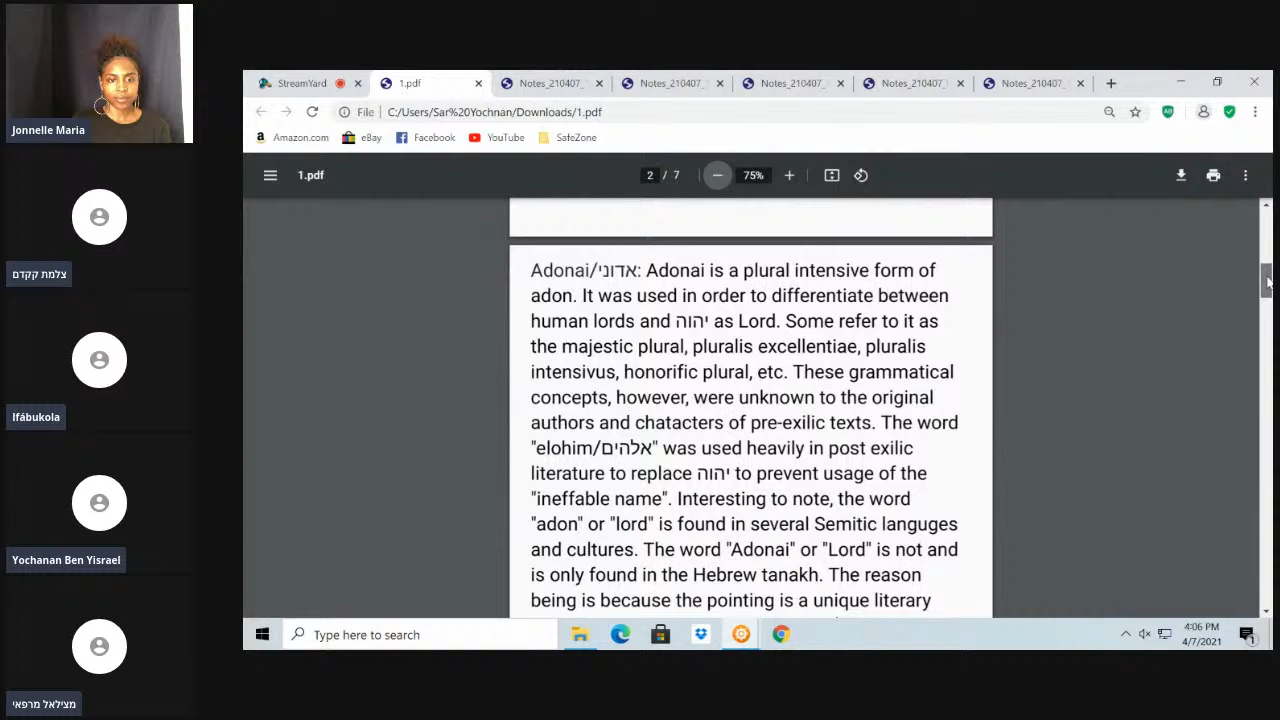 Jonnelle Maria
צלמת קקדם
Ifábukola
Yochanan Ben Yisrael
מצילאל מרפאי
StreamYard
1.pdf
Notes_210407_
Notes_210407_
Notes_210407_
Notes_210407_
Notes_210407_
File
C:/Users/Sar%20Yochnan/Downloads/1.pdf
Amazon.com
eBay
Facebook
YouTube
SafeZone
1.pdf
2 / 7
75%
Adonai/אדוני: Adonai is a plural intensive form of
adon. It was used in order to differentiate between
human lords and יהוה as Lord. Some refer to it as
the majestic plural, pluralis excellentiae, pluralis
intensivus, honorific plural, etc. These grammatical
concepts, however, were unknown to the original
authors and chatacters of pre-exilic texts. The word
"elohim/אלהים" was used heavily in post exilic
literature to replace יהוה to prevent usage of the
"ineffable name". Interesting to note, the word
"adon" or "lord" is found in several Semitic languges
and cultures. The word "Adonai" or "Lord" is not and
is only found in the Hebrew tanakh. The reason
being is because the pointing is a unique literary
Type here to search
4:06 PM
4/7/2021
1